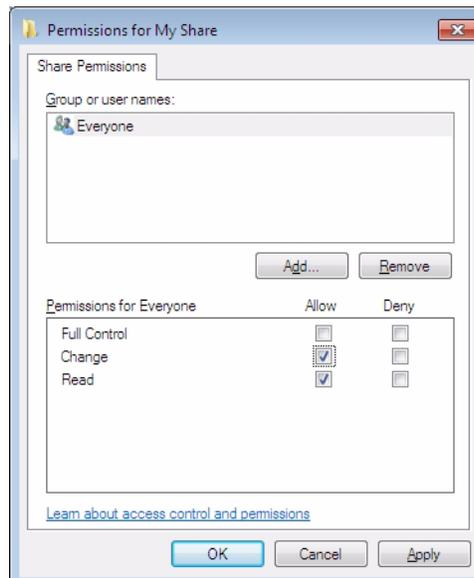 Permissions for My Share
Share Permissions
Group or user names:
Everyone
Add... Remove
Permissions for Everyone Allow Deny
Full Control
Change
Read
Learn about access control and permissions
OK Cancel Apply